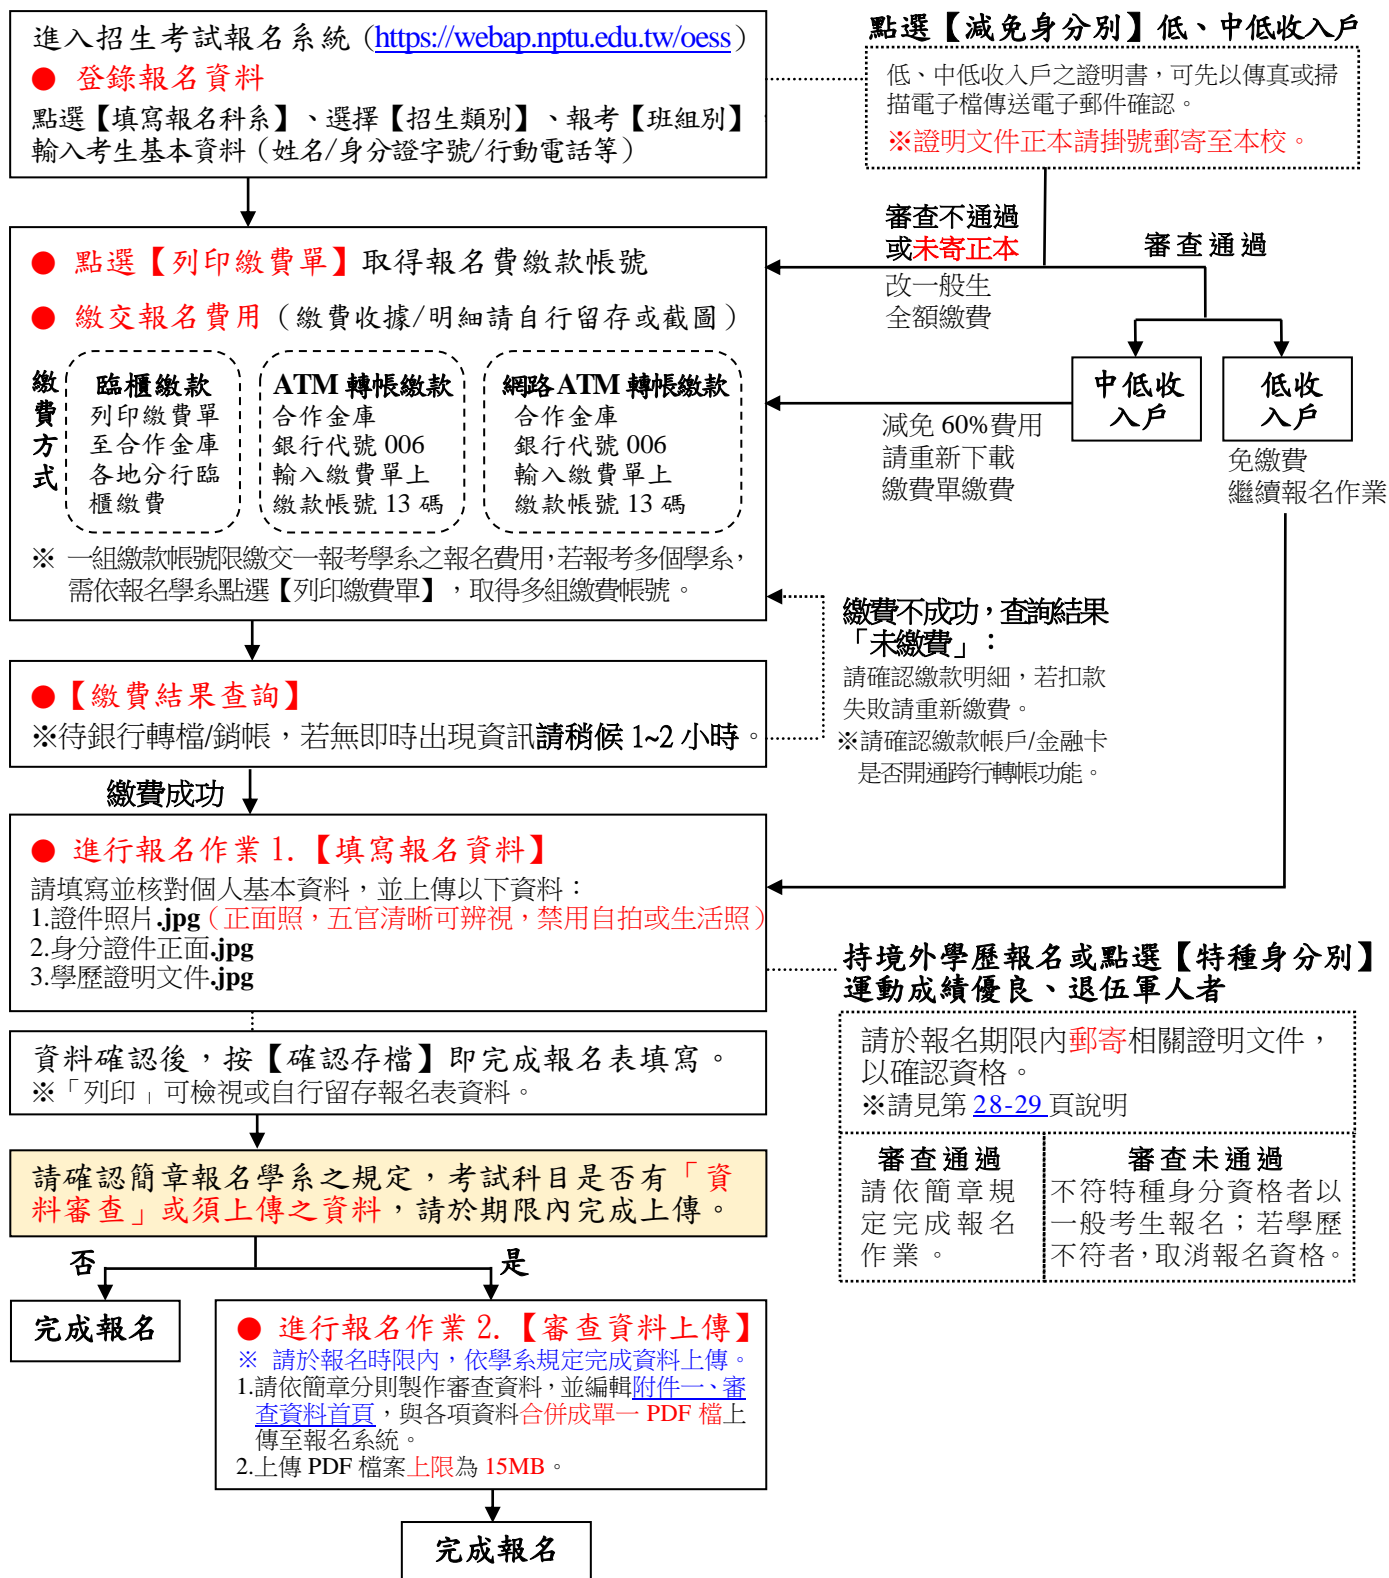 進入招生考試報名系統 (https://webap.nptu.edu.tw/oess)
● 登錄報名資料
點選【填寫報名科系】、選擇【招生類別】、報考【班組別】
輸入考生基本資料（姓名/身分證字號/行動電話等）
點選【減免身分別】低、中低收入戶
低、中低收入戶之證明書，可先以傳真或掃
描電子檔傳送電子郵件確認。
※證明文件正本請掛號郵寄至本校。
審查不通過
或未寄正本
改一般生
全額繳費
審查通過
● 點選【列印繳費單】取得報名費繳款帳號
● 繳交報名費用（繳費收據/明細請自行留存或截圖）
繳費方式
臨櫃繳款
列印繳費單
至合作金庫
各地分行臨
櫃繳費
ATM 轉帳繳款
合作金庫
銀行代號 006
輸入繳費單上
繳款帳號 13 碼
網路ATM 轉帳繳款
合作金庫
銀行代號 006
輸入繳費單上
繳款帳號 13 碼
※ 一組繳款帳號限繳交一報考學系之報名費用，若報考多個學系，
需依報名學系點選【列印繳費單】，取得多組繳費帳號。
中低收
入戶
低收
入戶
減免 60%費用
請重新下載
繳費單繳費
免繳費
繼續報名作業
繳費不成功，查詢結果
「未繳費」：
請確認繳款明細，若扣款
失敗請重新繳費。
※請確認繳款帳戶/金融卡
是否開通跨行轉帳功能。
●【繳費結果查詢】
※待銀行轉檔/銷帳，若無即時出現資訊請稍候 1~2 小時。
繳費成功
● 進行報名作業 1.【填寫報名資料】
請填寫並核對個人基本資料，並上傳以下資料：
1.證件照片.jpg（正面照，五官清晰可辨視，禁用自拍或生活照）
2.身分證件正面.jpg
3.學歷證明文件.jpg
持境外學歷報名或點選【特種身分別】
運動成績優良、退伍軍人者
請於報名期限內郵寄相關證明文件，
以確認資格。
※請見第 28-29 頁說明
審查通過
請依簡章規
定完成報名
作業。
審查未通過
不符特種身分資格者以
一般考生報名；若學歷
不符者，取消報名資格。
資料確認後，按【確認存檔】即完成報名表填寫。
※「列印」可檢視或自行留存報名表資料。
請確認簡章報名學系之規定，考試科目是否有「資
料審查」或須上傳之資料，請於期限內完成上傳。
否
是
完成報名
● 進行報名作業 2.【審查資料上傳】
※ 請於報名時限內，依學系規定完成資料上傳。
1.請依簡章分則製作審查資料，並編輯附件一、審
查資料首頁，與各項資料合併成單一 PDF 檔上
傳至報名系統。
2.上傳 PDF 檔案上限為 15MB。
完成報名